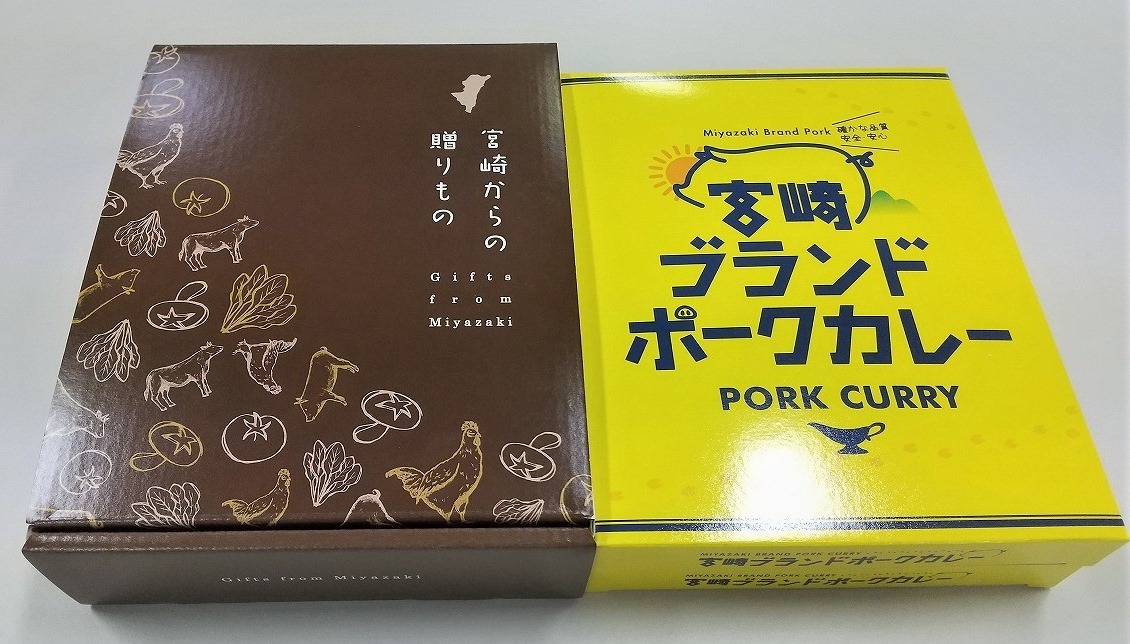 宮崎からの
贈りもの
Gifts
from
Miyazaki
Gifts from Miyazaki
Miyazaki Brand Pork
確かな品質
安全・安心
宮崎
ブランド
ポークカレー
PORK CURRY
MIYAZAKI BRAND PORK CURRY
宮崎ブランドポークカレー
MIYAZAKI BRAND PORK CURRY
宮崎ブランドポークカレー